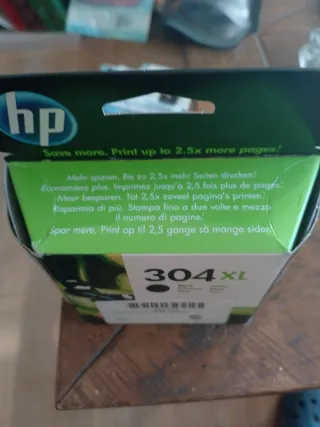 hp
Save more. Print up to 2.5x more pages!
Mehr sparen. Bis zu 2,5x mehr Seiten drucken!
Économisez plus. Imprimez jusqu'à 2,5 fois plus de pages!
Meer besparen. Tot 2,5x zoveel pagina's printen!
Risparmia di più. Stampa fino a due volte e mezzo
il numero di pagine!
Spar mere. Print op til 2,5 gange så mange sider!
304XL